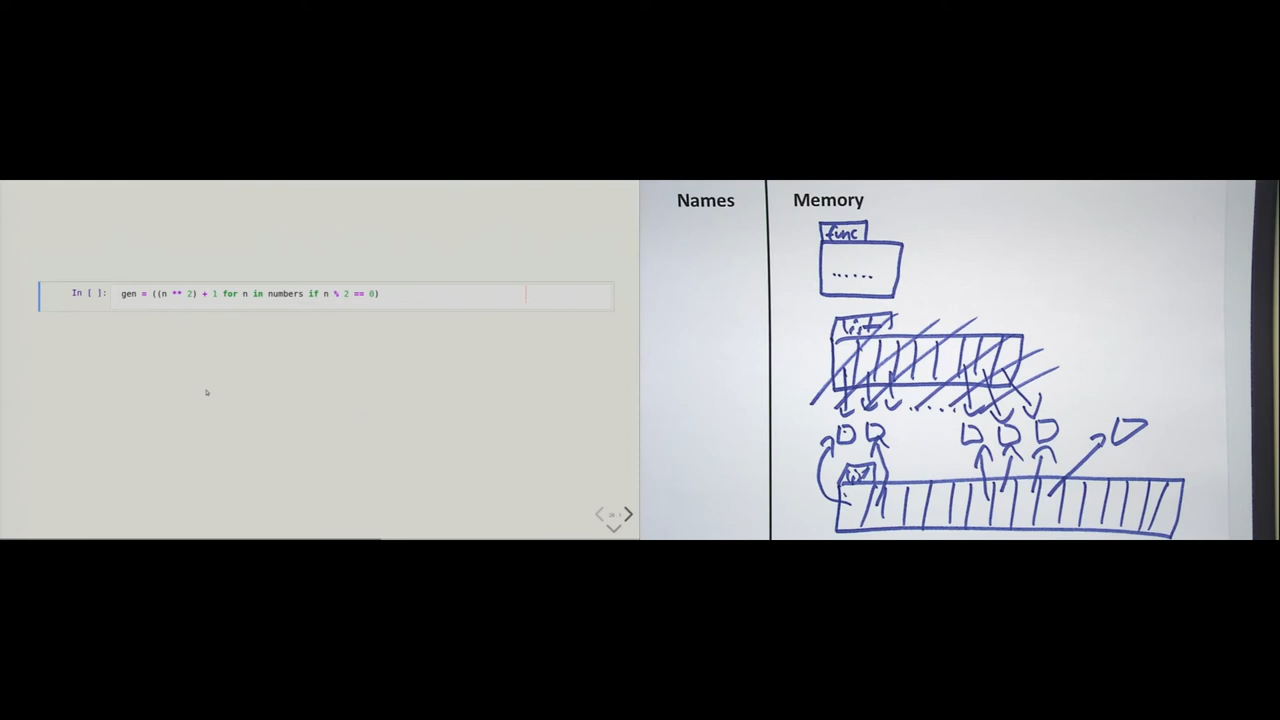 In [ ]: gen = ((n ** 2) + 1 for n in numbers if n % 2 == 0)
Names Memory
func
......
list